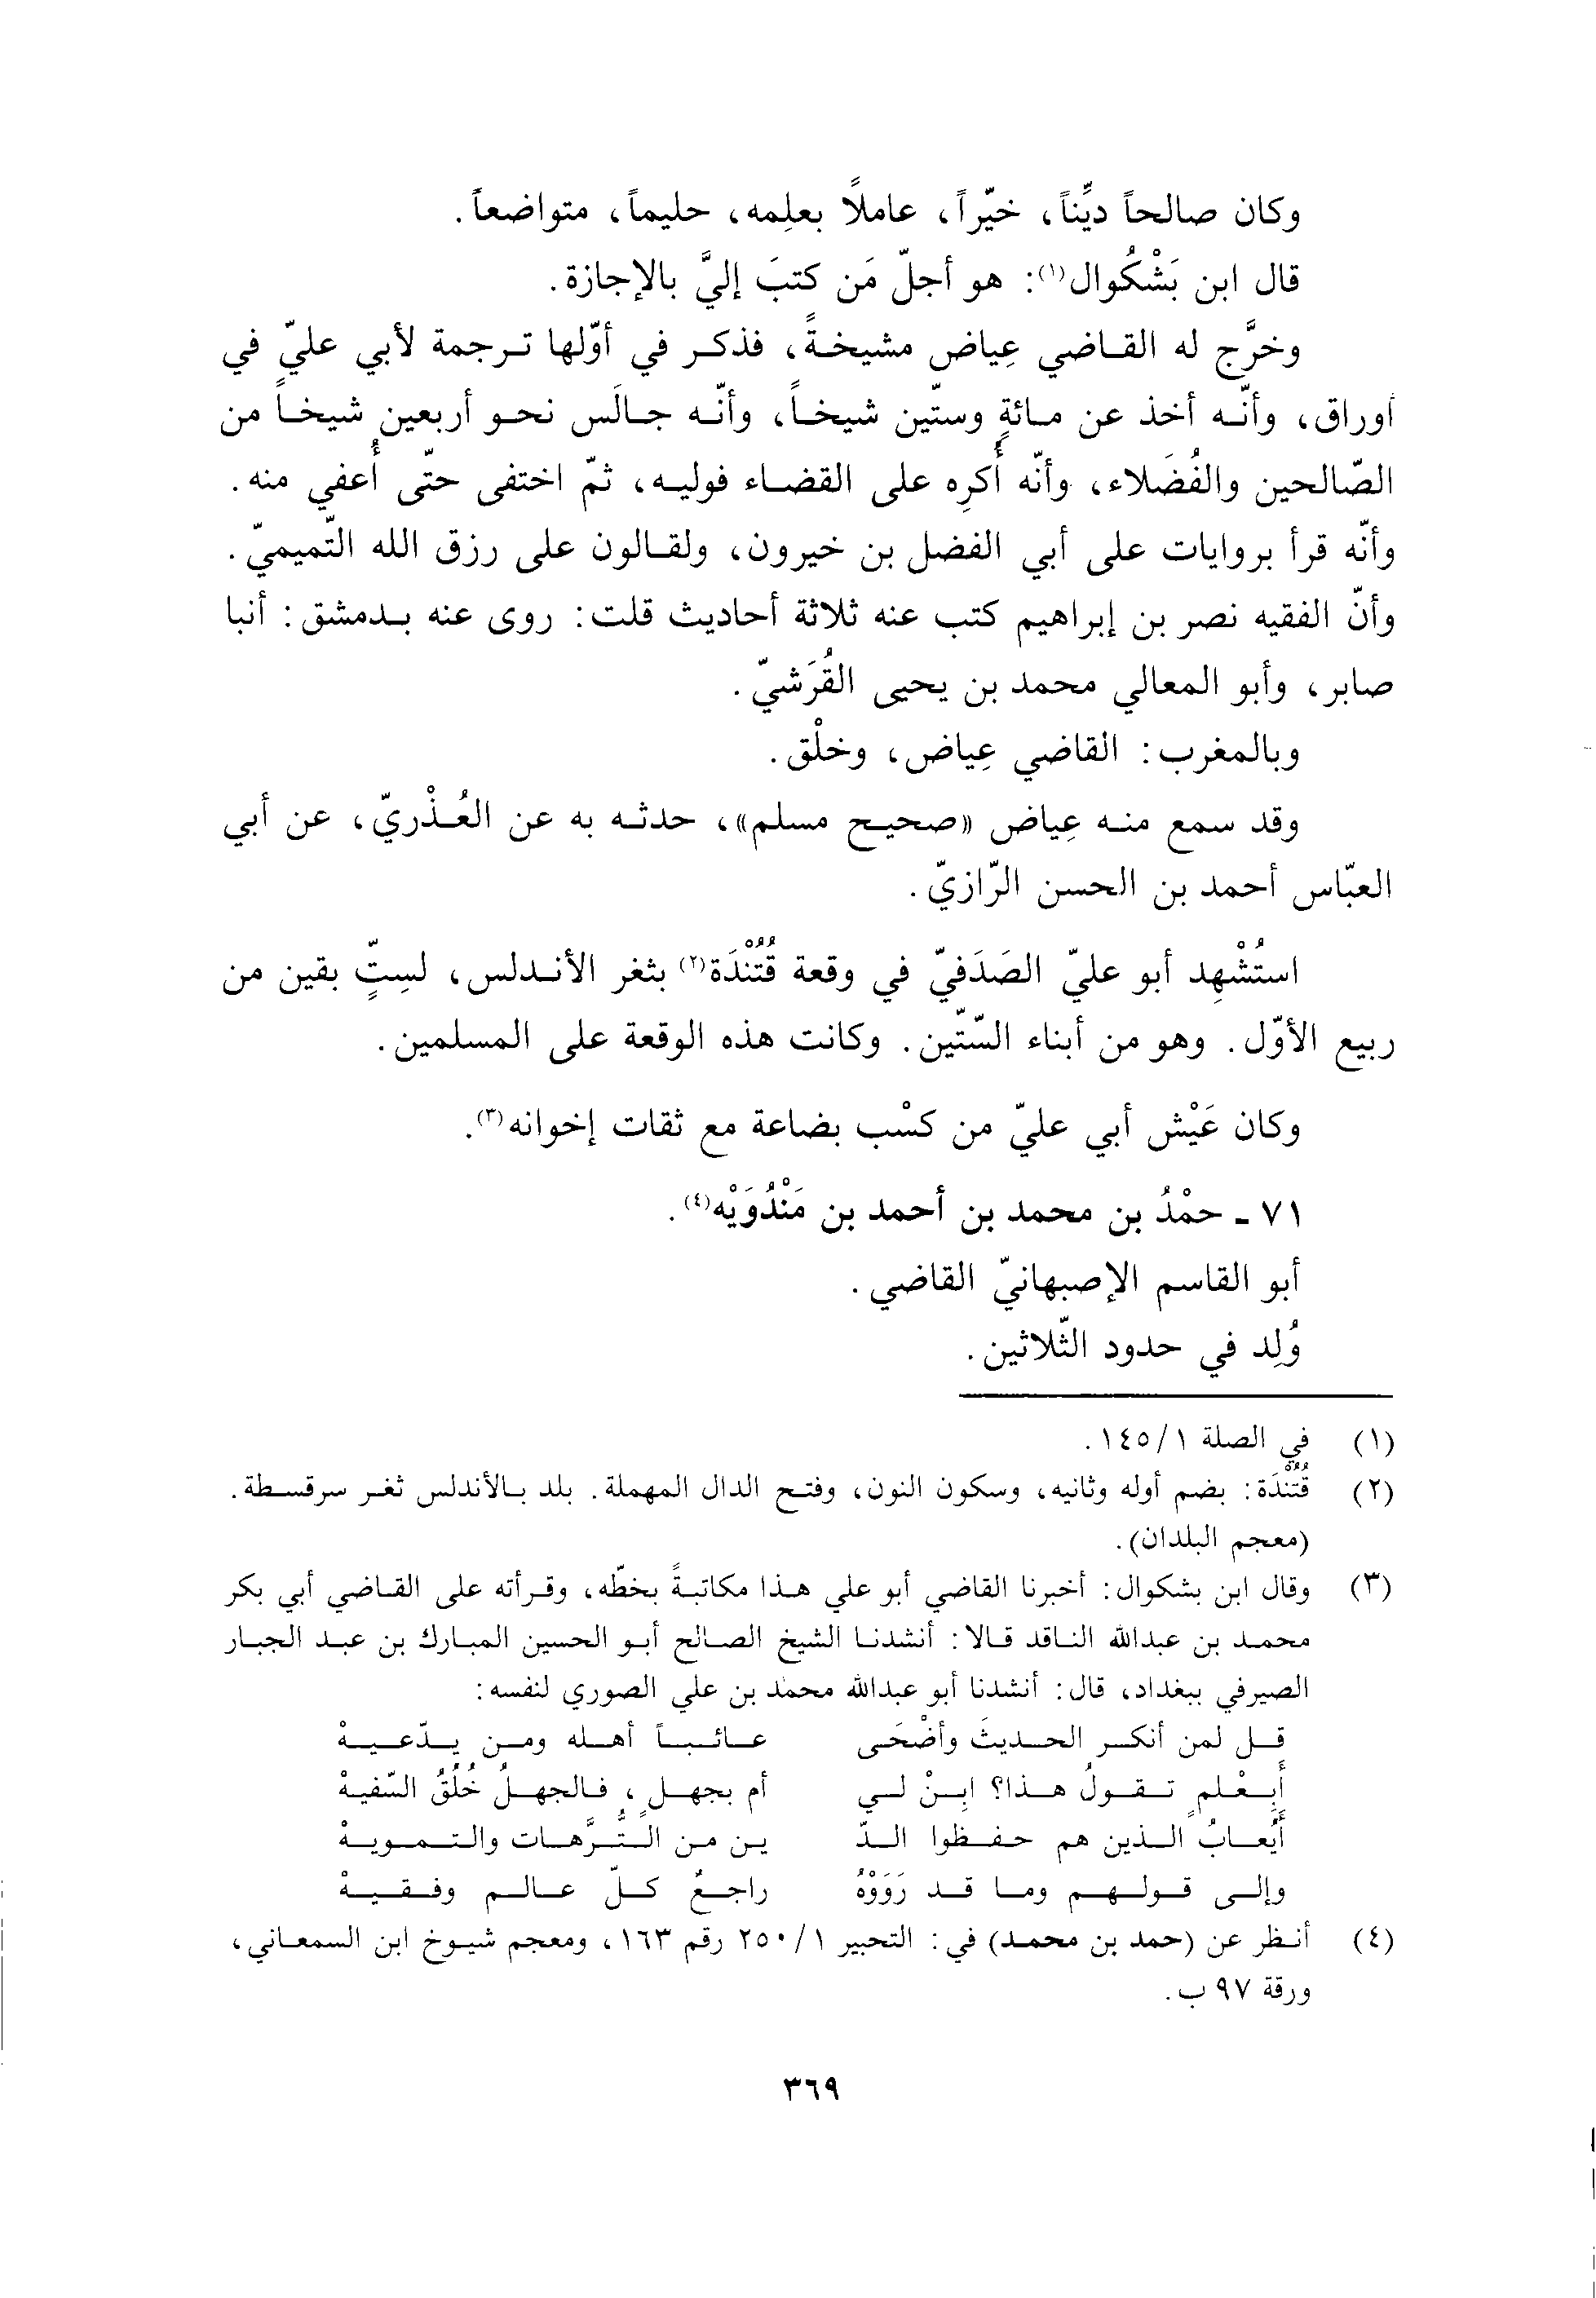 وكان صالحاً ديِّناً، خيّراً، عاملاً بعلِمه، حليماً، متواضعاً.
قال ابن بَشْكُوال(١): هو أجلّ مَن كتبَ إليَّ بالإجازة.
وخرَّج له القاضي عِياض مشيخةً، فذكر في أوّلها ترجمة لأبي عليّ في
أوراق، وأنّه أخذ عن مائةٍ وستّين شيخاً، وأنّه جالَس نحو أربعين شيخاً من
الصّالحين والفُضَلاء، وأنّه أُكرِه على القضاء فوليه، ثمّ اختفى حتّى أُعفي منه.
وأنّه قرأ بروايات على أبي الفضل بن خيرون، ولقالون على رزق الله التّميميّ.
وأنّ الفقيه نصر بن إبراهيم كتب عنه ثلاثة أحاديث قلت: روى عنه بدمشق: أنبا
صابر، وأبو المعالي محمد بن يحيى القُرَشيّ.
وبالمغرب: القاضي عِياض، وخلْق.
وقد سمع منه عِياض «صحيح مسلم»، حدثه به عن العُذْريّ، عن أبي
العبّاس أحمد بن الحسن الرّازيّ.
استُشْهِد أبو عليّ الصَدَفيّ في وقعة قُتُنْدَة(٢) بثغر الأندلس، لسِتٍّ بقين من
ربيع الأوّل. وهو من أبناء السّتّين. وكانت هذه الوقعة على المسلمين.
وكان عَيْش أبي عليّ من كسْب بضاعة مع ثقات إخوانه(٣).
٧١ ـ حمْدُ بن محمد بن أحمد بن مَنْدُوَيْه(٤).
أبو القاسم الإصبهانيّ القاضي.
وُلِد في حدود الثّلاثين.
(١) في الصلة ١/١٤٥.
(٢) قُتُنْدَة: بضم أوله وثانيه، وسكون النون، وفتح الدال المهملة. بلد بالأندلس ثغر سرقسطة.
(معجم البلدان).
(٣) وقال ابن بشكوال: أخبرنا القاضي أبو علي هذا مكاتبةً بخطّه، وقرأته على القاضي أبي بكر
محمد بن عبدالله الناقد قالا: أنشدنا الشيخ الصالح أبو الحسين المبارك بن عبد الجبار
الصيرفي ببغداد، قال: أنشدنا أبو عبدالله محمد بن علي الصوري لنفسه:
قل لمن أنكر الحديثَ وأضْحَى عائباً أهله ومن يدّعيهْ
أَبِعْلمٍ تقولُ هذا؟ ابِنْ لي أم بجهلٍ، فالجهلُ خُلُقُ السّفيهْ
أَيُعابُ الذين هم حفظوا الدّ ين من التُّرَّهات والتمويهْ
وإلى قولهم وما قد رَوَوْهُ راجعٌ كلّ عالم وفقيهْ
(٤) أنظر عن (حمد بن محمد) في: التحبير ١/ ٢٥٠ رقم ١٦٣، ومعجم شيوخ ابن السمعاني،
ورقة ٩٧ ب.
٣٦٩